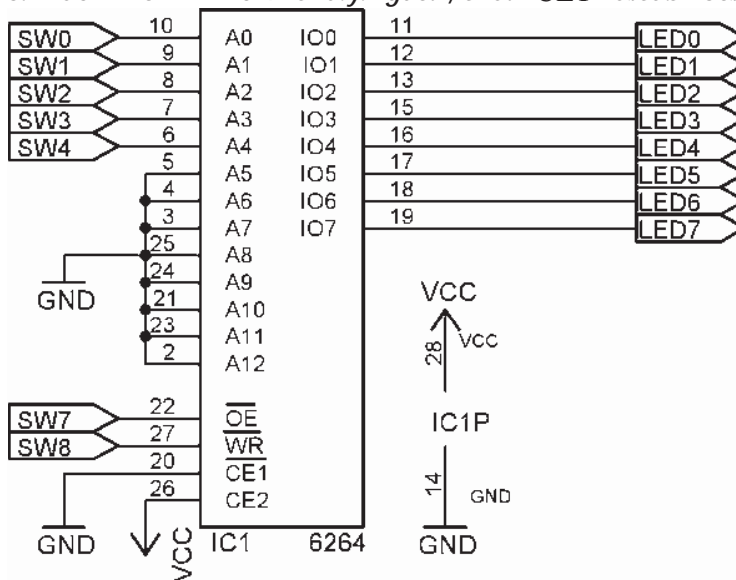 SW0 10 A0 IO0 11 LED0
SW1 9 A1 IO1 12 LED1
SW2 8 A2 IO2 13 LED2
SW3 7 A3 IO3 15 LED3
SW4 6 A4 IO4 16 LED4
5 A5 IO5 17 LED5
4 A6 IO6 18 LED6
3 A7 IO7 19 LED7
25 A8
GND 24 A9
21 A10
23 A11
2 A12
VCC
28 VCC
IC1P
14 GND
GND
SW7 22 OE
SW8 27 WR
20 CE1
26 CE2
GND VCC IC1 6264